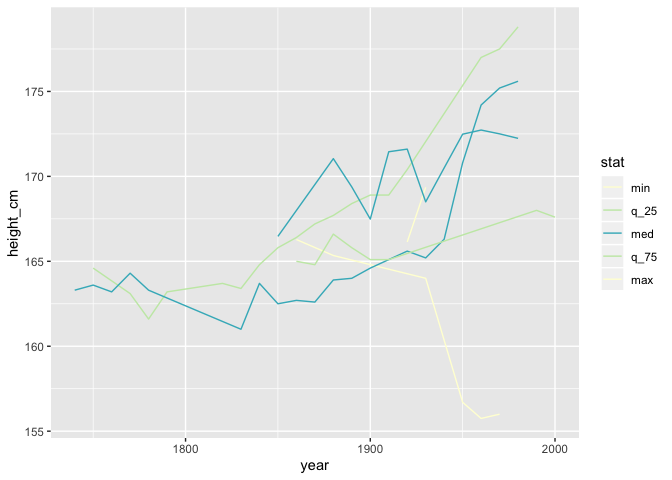 175
170
165
160
155
height_cm
1800
1900
2000
year
stat
min
q_25
med
q_75
max